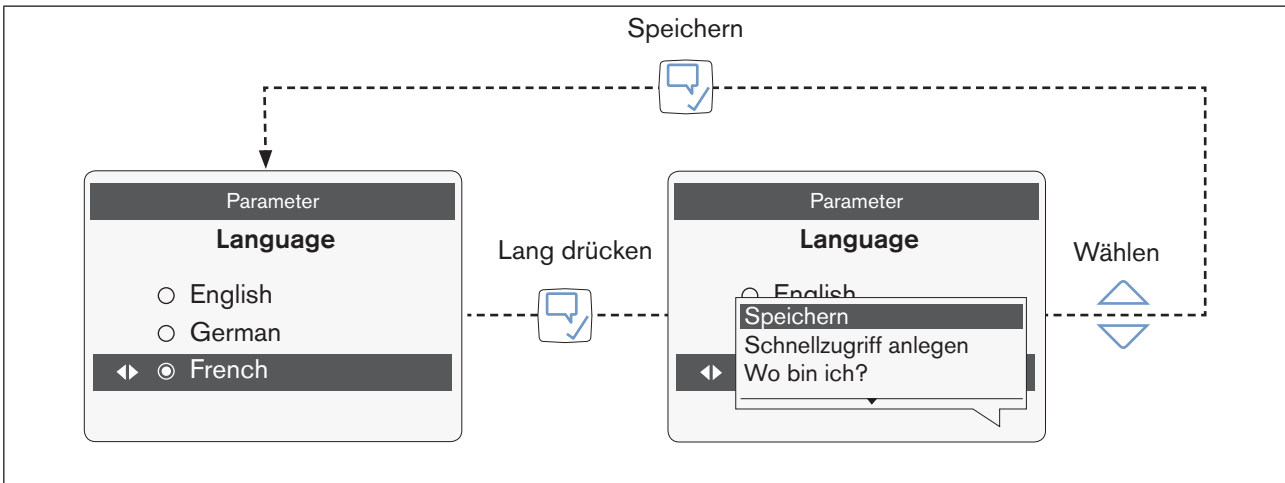 Speichern
Parameter
Language
English
German
French
Lang drücken
Parameter
Language
English
Speichern
Schnellzugriff anlegen
Wo bin ich?
Wählen